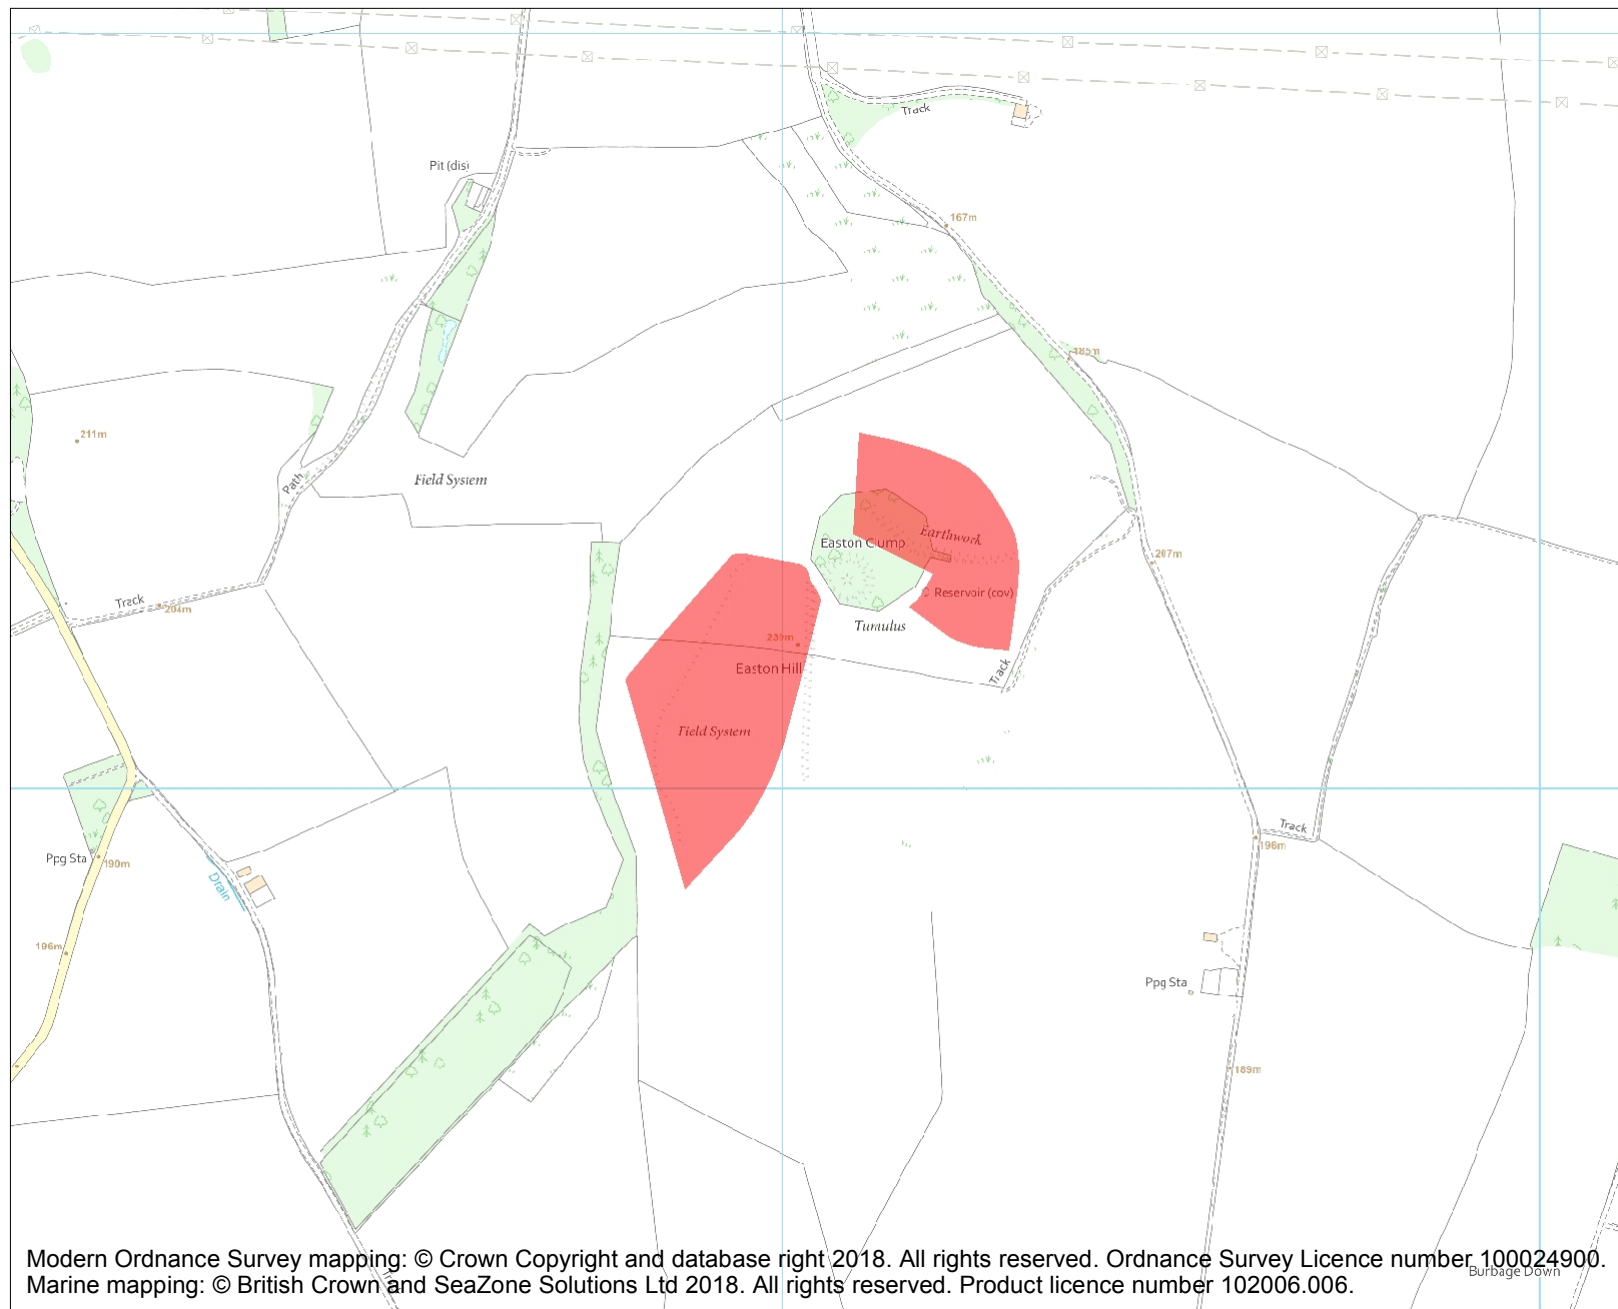 Track
Pit (dis)
167m
185m
211m
Field System
Path
Earthwork
Easton Clump
207m
Reservoir (cov)
Track
204m
Tumulus
239m
Easton Hill
Track
Field System
Track
196m
Ppg Sta
190m
Drain
196m
Ppg Sta
189m
Modern Ordnance Survey mapping: © Crown Copyright and database right 2018. All rights reserved. Ordnance Survey Licence number 100024900.
Burbage Down
Marine mapping: © British Crown and SeaZone Solutions Ltd 2018. All rights reserved. Product licence number 102006.006.
Track